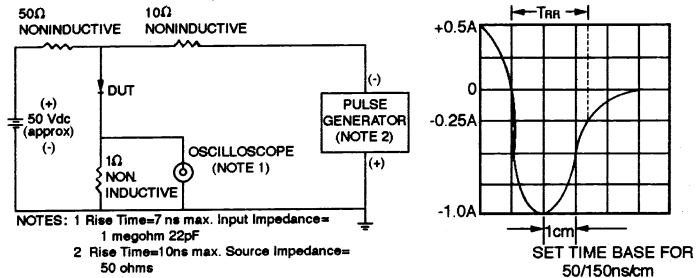 50Ω
NONINDUCTIVE
10Ω
NONINDUCTIVE
DUT
(+)
50 Vdc
(approx)
(-)
1Ω
NON.
INDUCTIVE
OSCILLOSCOPE
(NOTE 1)
(-)
PULSE
GENERATOR
(NOTE 2)
(+)
NOTES: 1 Rise Time=7 ns max. Input Impedance=
1 megohm 22pF
2 Rise Time=10ns max. Source Impedance=
50 ohms
TRR
+0.5A
0
-0.25A
-1.0A
1cm
SET TIME BASE FOR
50/150ns/cm